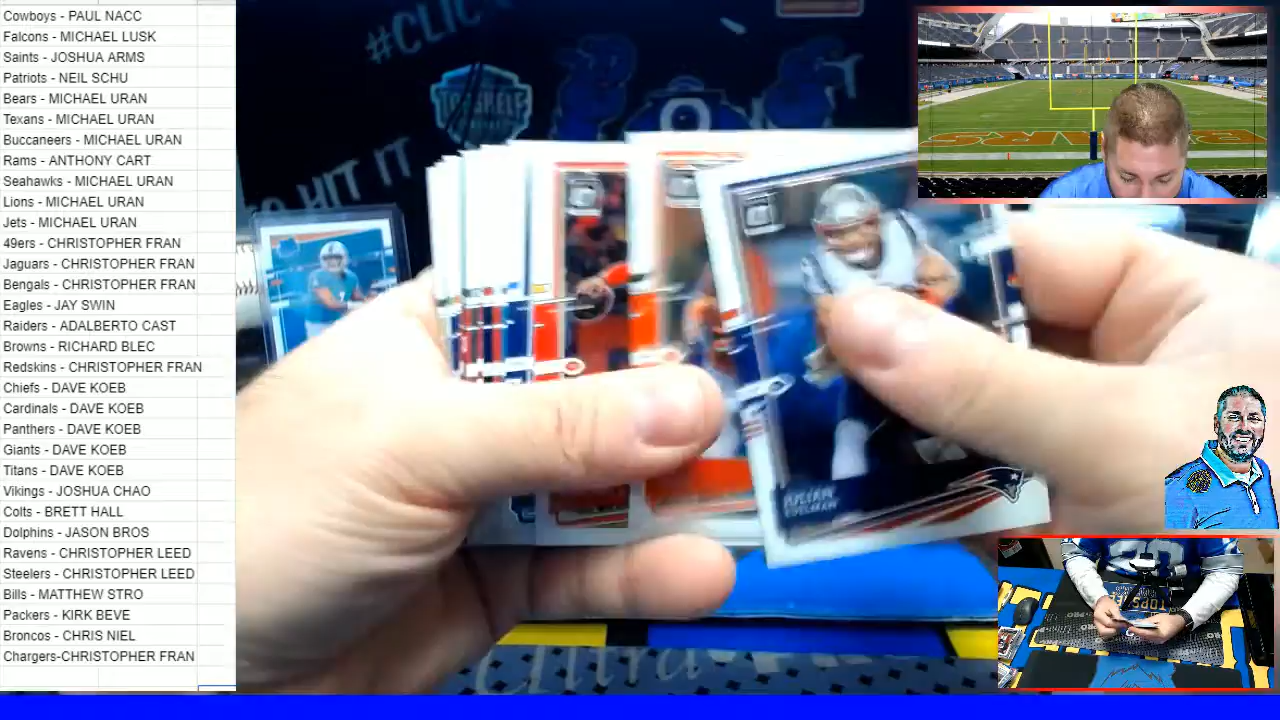 Cowboys - PAUL NACC
Falcons - MICHAEL LUSK
Saints - JOSHUA ARMS
Patriots - NEIL SCHU
Bears - MICHAEL URAN
Texans - MICHAEL URAN
Buccaneers - MICHAEL URAN
Rams - ANTHONY CART
Seahawks - MICHAEL URAN
Lions - MICHAEL URAN
Jets - MICHAEL URAN
49ers - CHRISTOPHER FRAN
Jaguars - CHRISTOPHER FRAN
Bengals - CHRISTOPHER FRAN
Eagles - JAY SWIN
Raiders - ADALBERTO CAST
Browns - RICHARD BLEC
Redskins - CHRISTOPHER FRAN
Chiefs - DAVE KOEB
Cardinals - DAVE KOEB
Panthers - DAVE KOEB
Giants - DAVE KOEB
Titans - DAVE KOEB
Vikings - JOSHUA CHAO
Colts - BRETT HALL
Dolphins - JASON BROS
Ravens - CHRISTOPHER LEED
Steelers - CHRISTOPHER LEED
Bills - MATTHEW STRO
Packers - KIRK BEVE
Broncos - CHRIS NIEL
Chargers-CHRISTOPHER FRAN
#CLIC
HIT IT
JULIAN
EDELMAN
BEARS
Ultra